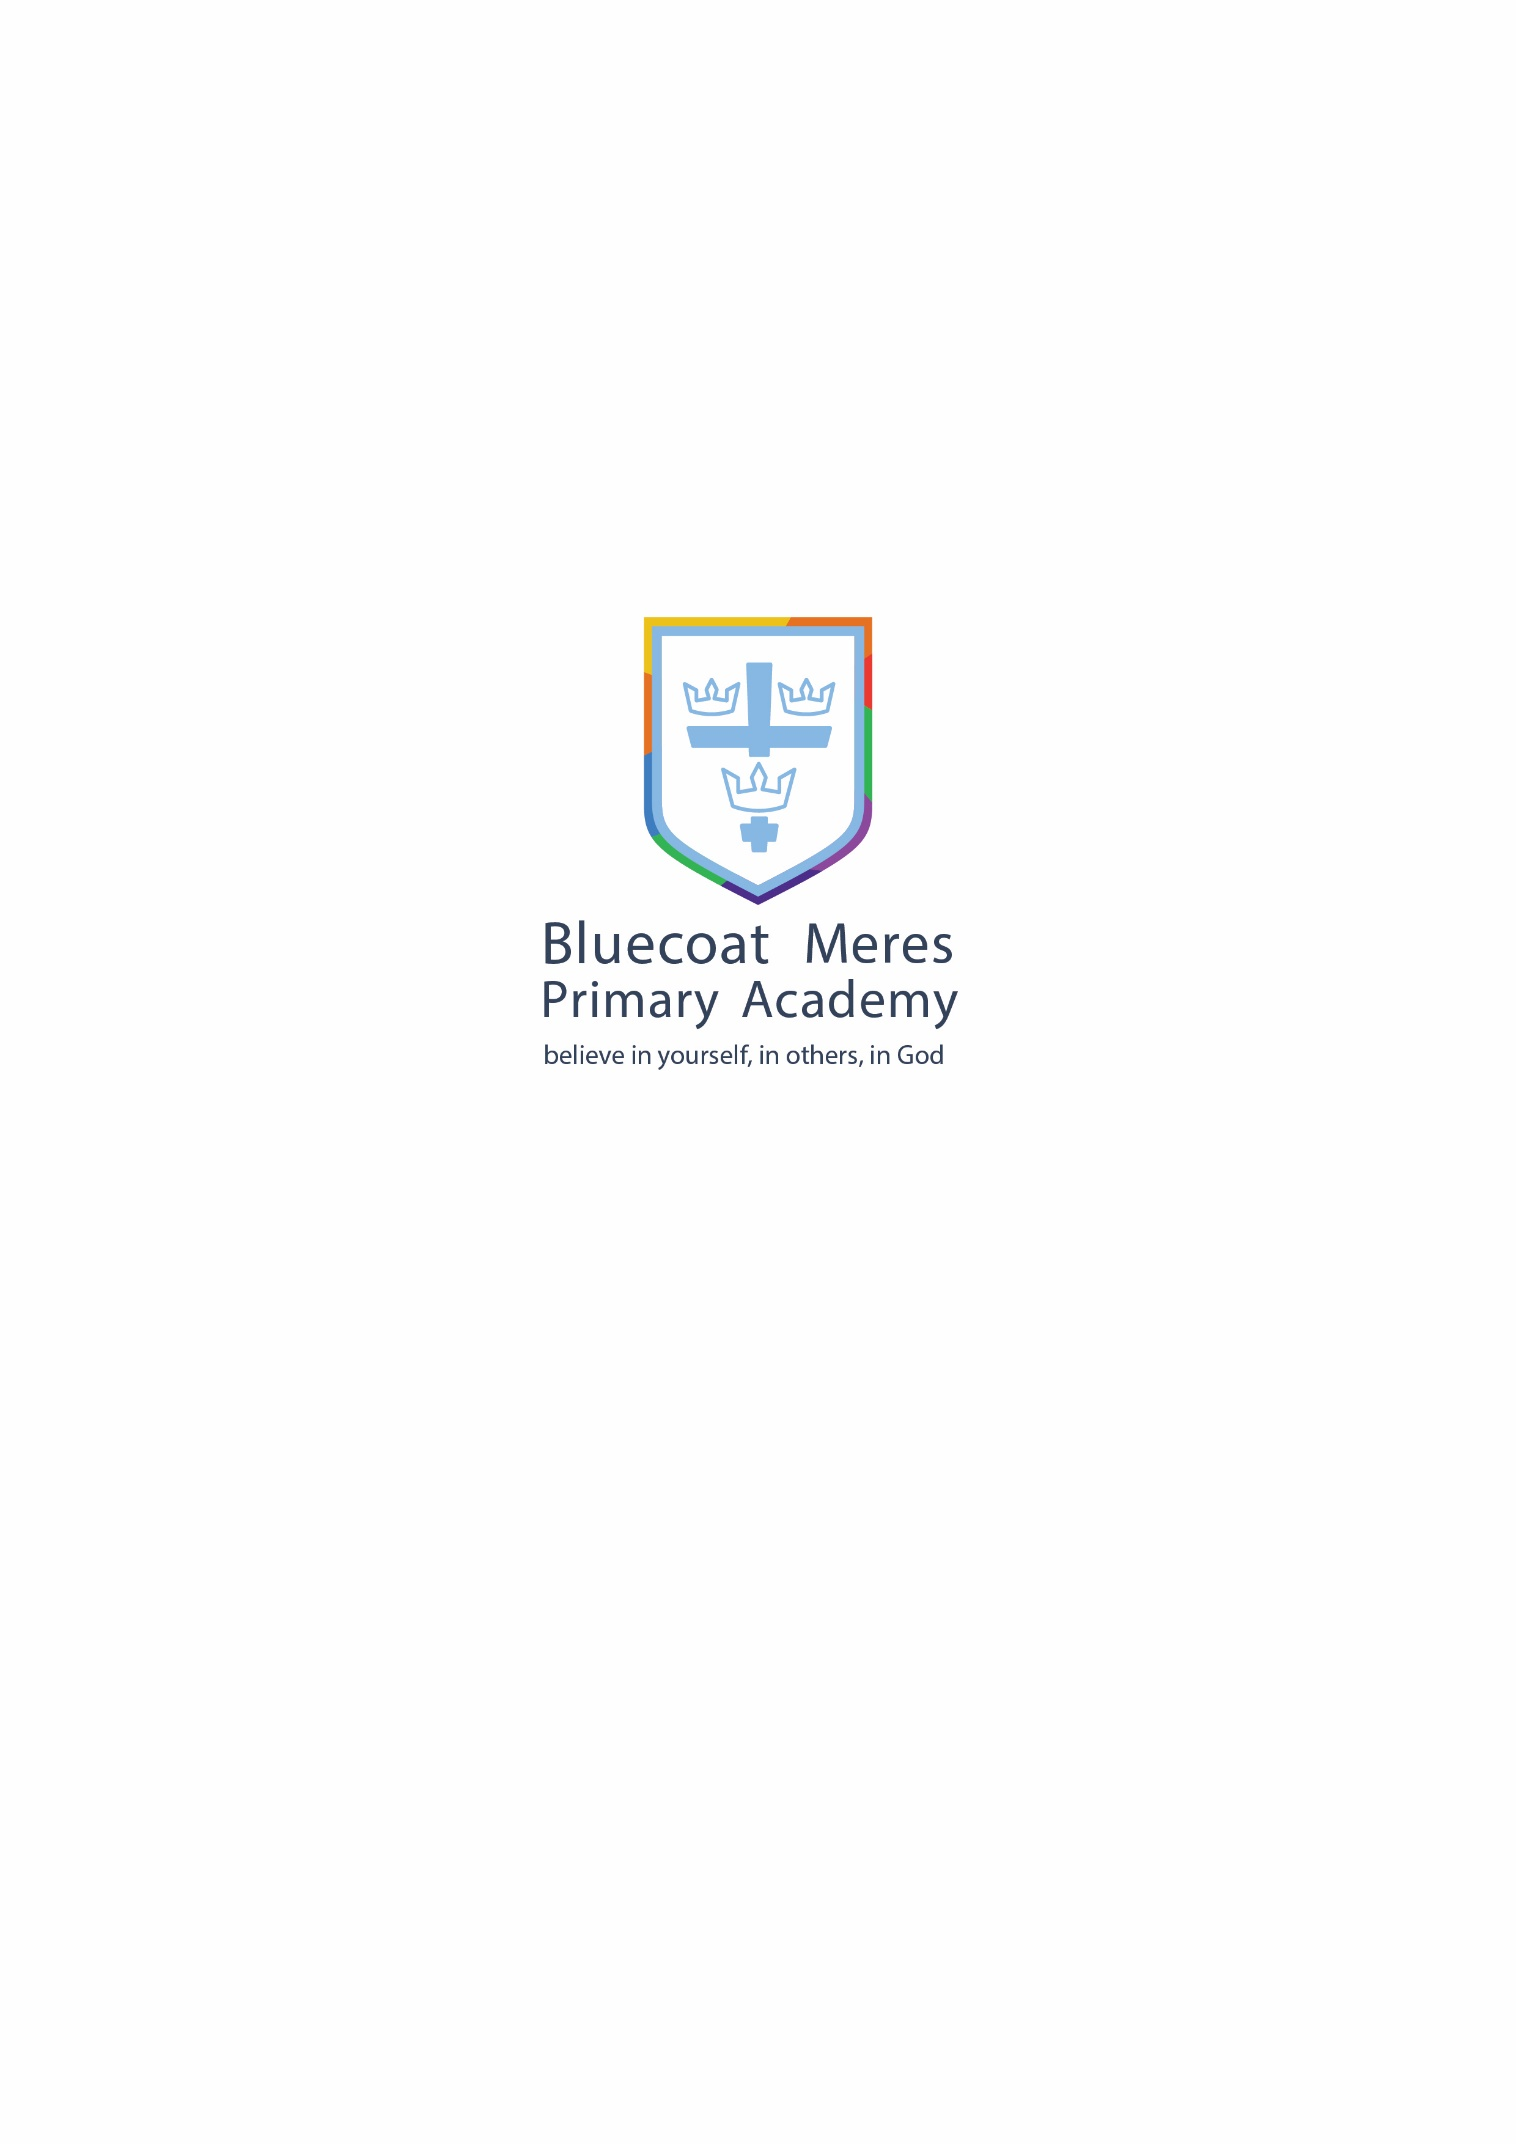 Bluecoat Meres
Primary Academy
believe in yourself, in others, in God